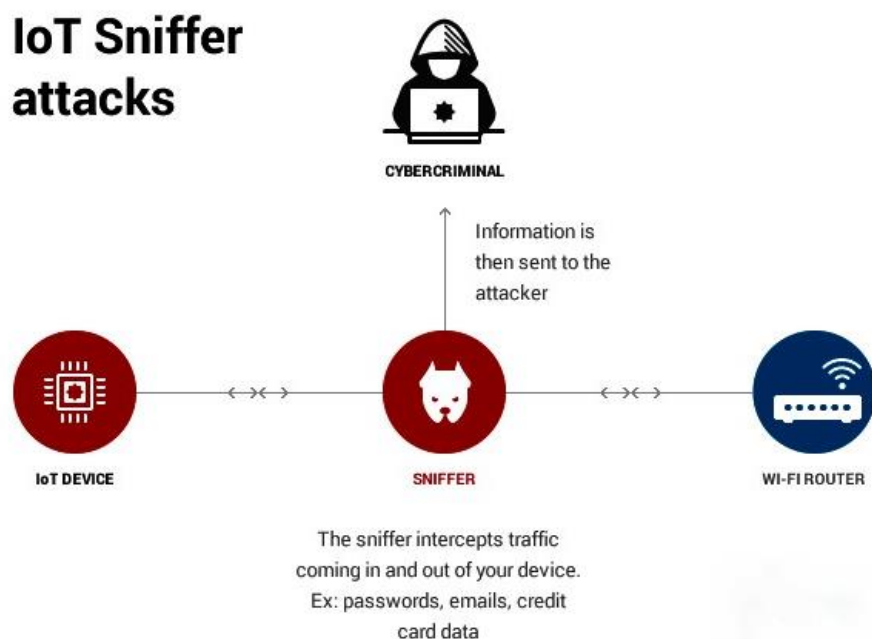 IoT Sniffer
attacks
CYBERCRIMINAL
Information is
then sent to the
attacker
IoT DEVICE
SNIFFER
WI-FI ROUTER
The sniffer intercepts traffic
coming in and out of your device.
Ex: passwords, emails, credit
card data